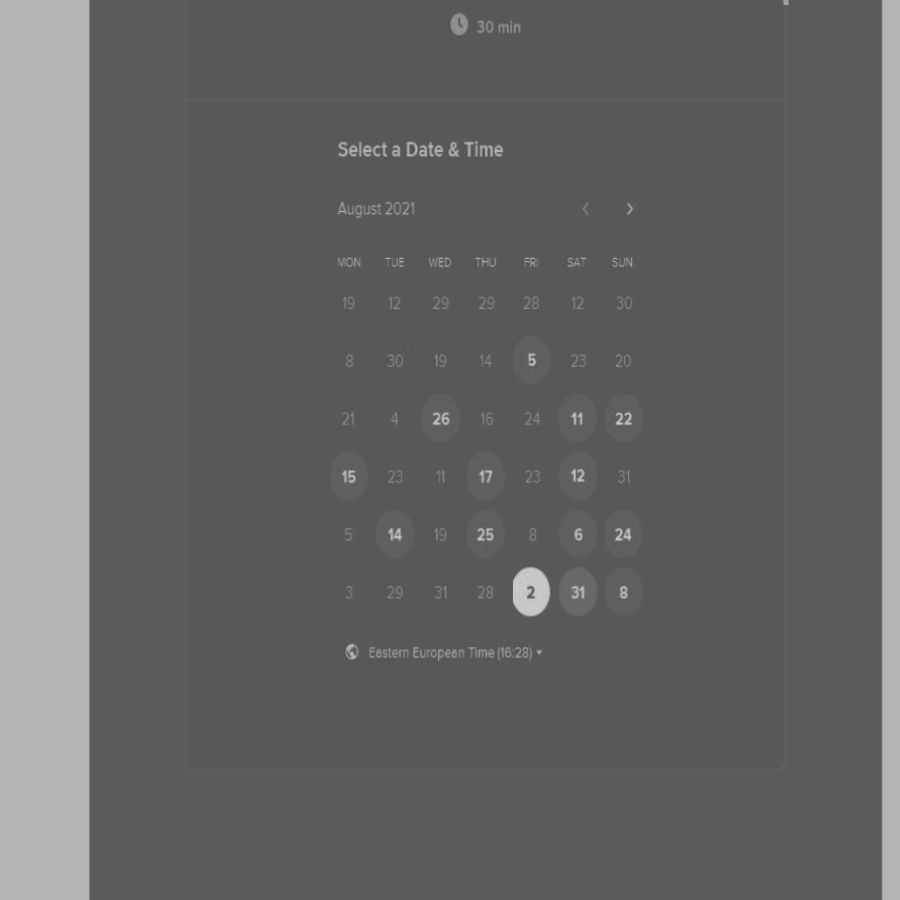 30 min
Select a Date & Time
August 2021
MON TUE WED THU FRI SAT SUN
19 12 29 29 28 12 30
8 30 19 14 5 23 20
21 4 26 16 24 11 22
15 23 11 17 23 12 31
5 14 19 25 8 6 24
3 29 31 28 2 31 8
Eastern European Time (16:28)